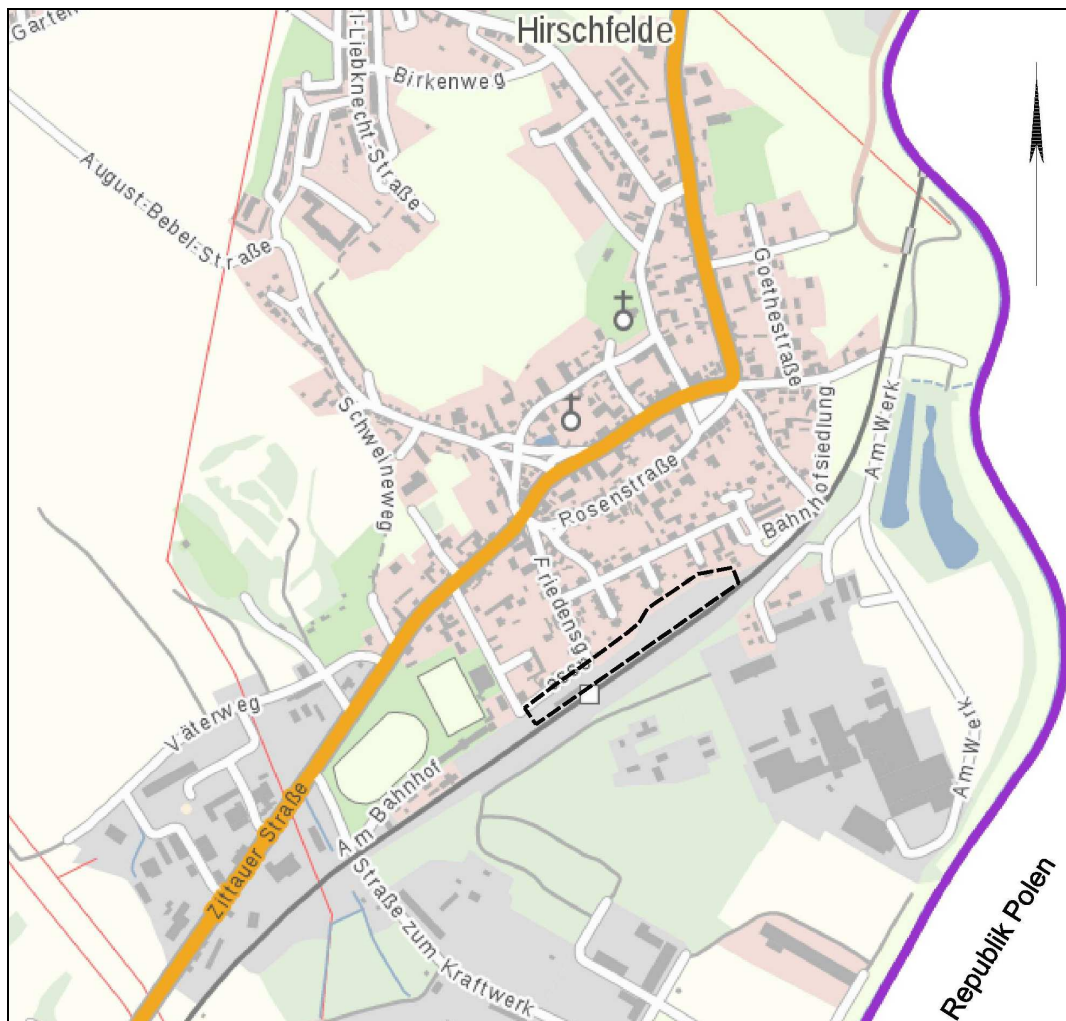 Hirschfelde
Garten
l-Liebknecht-Straße
Birkenweg
August-Bebel-Straße
Goethestraße
Schweineweg
Rosenstraße
Bahnhofsiedlung
Am Werk
Friedensgasse
Väterweg
Am Bahnhof
Zittauer Straße
Straße zum Kraftwerk
Am Werk
Republik Polen